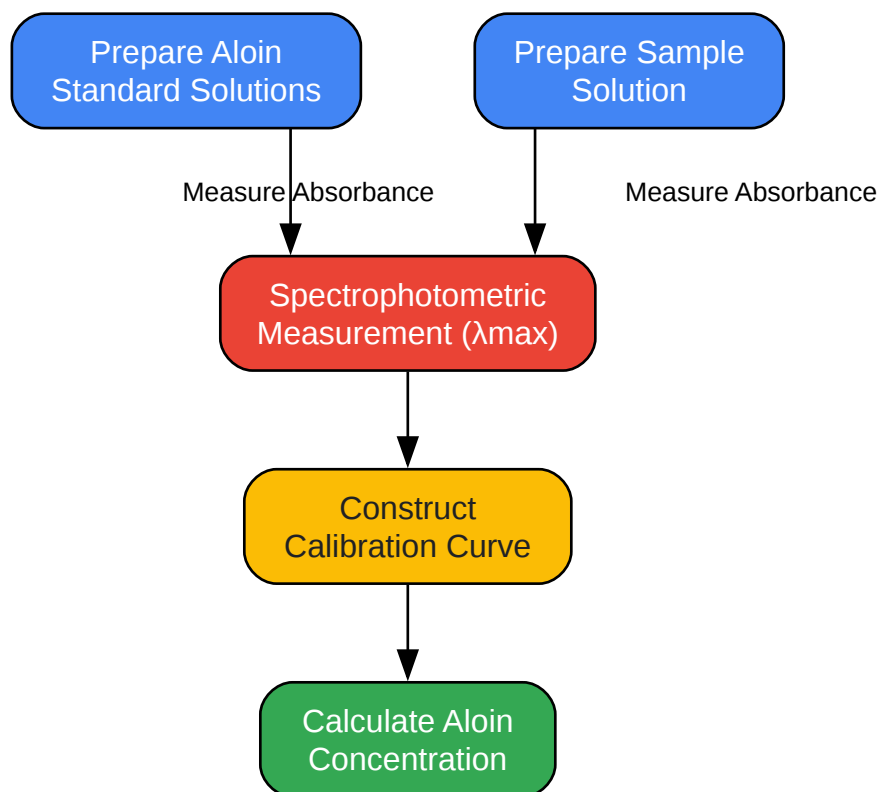 Prepare Aloin
Standard Solutions
Prepare Sample
Solution
Measure Absorbance
Measure Absorbance
Spectrophotometric
Measurement (λmax)
Construct
Calibration Curve
Calculate Aloin
Concentration